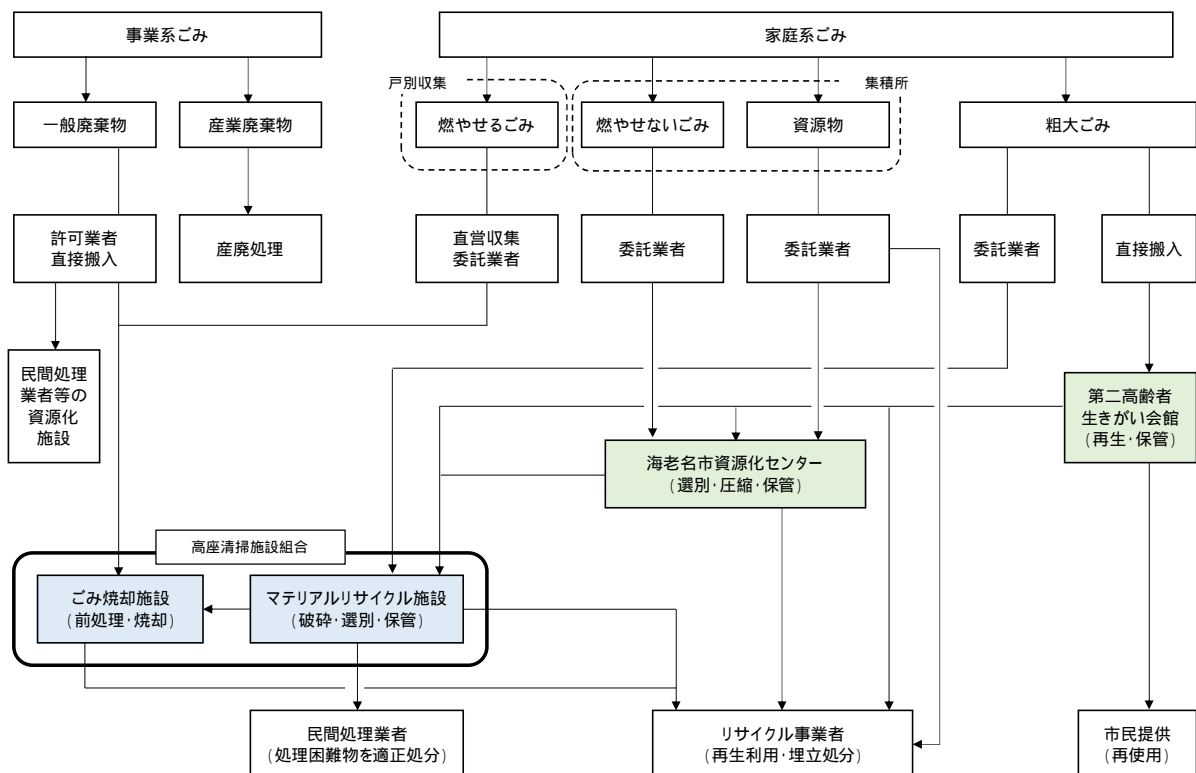 事業系ごみ
家庭系ごみ
戸別収集
集積所
一般廃棄物
産業廃棄物
燃やせるごみ
燃やせないごみ
資源物
粗大ごみ
許可業者
直接搬入
産廃処理
直営収集
委託業者
委託業者
委託業者
委託業者
直接搬入
民間処理
業者等の
資源化
施設
第二高齢者
生きがい会館
(再生・保管)
海老名市資源化センター
(選別・圧縮・保管)
高座清掃施設組合
ごみ焼却施設
(前処理・焼却)
マテリアルリサイクル施設
(破砕・選別・保管)
民間処理業者
(処理困難物を適正処分)
リサイクル事業者
(再生利用・埋立処分)
市民提供
(再使用)